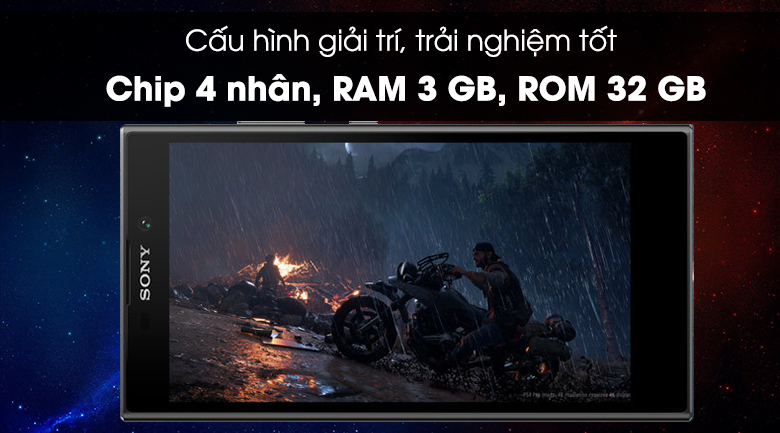 Cấu hình giải trí, trải nghiệm tốt
Chip 4 nhân, RAM 3 GB, ROM 32 GB
SONY